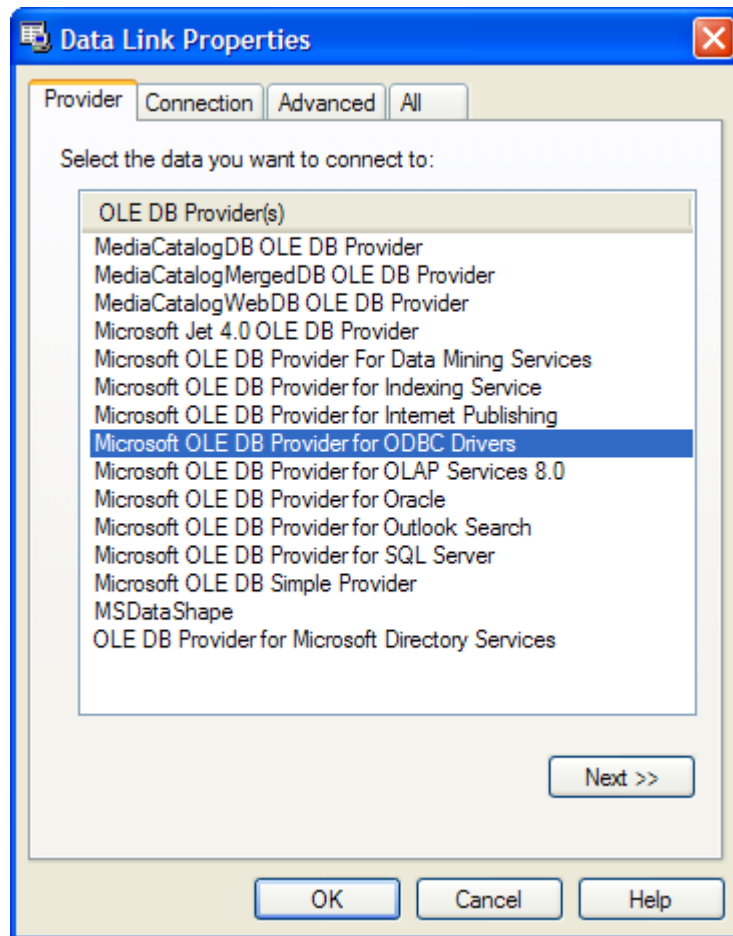 Data Link Properties
Provider Connection Advanced All
Select the data you want to connect to:
OLE DB Provider(s)
MediaCatalogDB OLE DB Provider
MediaCatalogMergedDB OLE DB Provider
MediaCatalogWebDB OLE DB Provider
Microsoft Jet 4.0 OLE DB Provider
Microsoft OLE DB Provider For Data Mining Services
Microsoft OLE DB Provider for Indexing Service
Microsoft OLE DB Provider for Internet Publishing
Microsoft OLE DB Provider for ODBC Drivers
Microsoft OLE DB Provider for OLAP Services 8.0
Microsoft OLE DB Provider for Oracle
Microsoft OLE DB Provider for Outlook Search
Microsoft OLE DB Provider for SQL Server
Microsoft OLE DB Simple Provider
MSDataShape
OLE DB Provider for Microsoft Directory Services
Next >>
OK Cancel Help